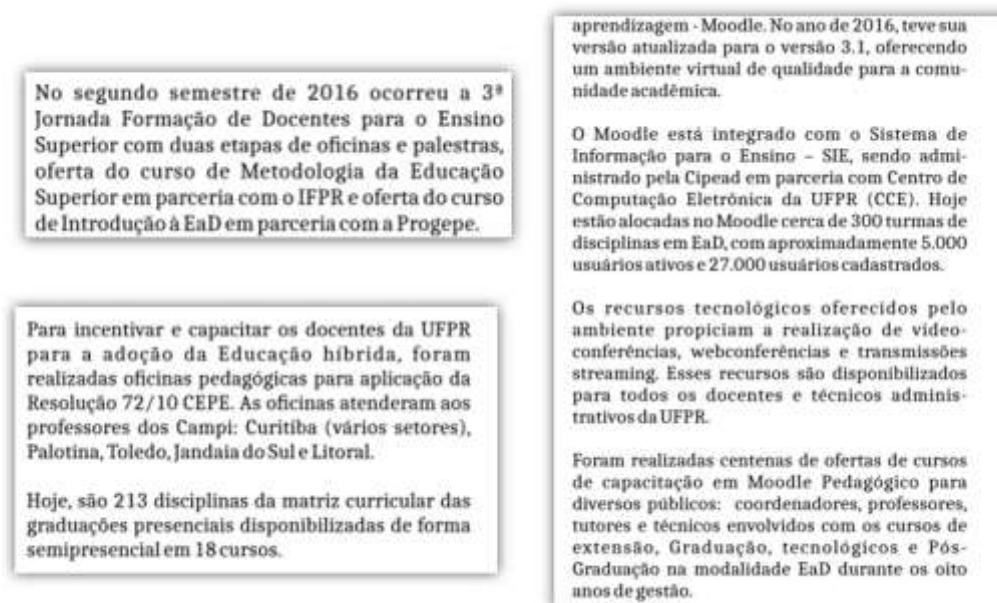 No segundo semestre de 2016 ocorreu a 3ª
Jornada Formação de Docentes para o Ensino
Superior com duas etapas de oficinas e palestras,
oferta do curso de Metodologia da Educação
Superior em parceria com o IFPR e oferta do curso
de Introdução à EaD em parceria com a Progepe.
Para incentivar e capacitar os docentes da UFPR
para a adoção da Educação híbrida, foram
realizadas oficinas pedagógicas para aplicação da
Resolução 72/10 CEPE. As oficinas atenderam aos
professores dos Campi: Curitiba (vários setores),
Palotina, Toledo, Jandaia do Sul e Litoral.
Hoje, são 213 disciplinas da matriz curricular das
graduações presenciais disponibilizadas de forma
semipresencial em 18 cursos.
aprendizagem - Moodle. No ano de 2016, teve sua
versão atualizada para o versão 3.1, oferecendo
um ambiente virtual de qualidade para a comu-
nidade acadêmica.
O Moodle está integrado com o Sistema de
Informação para o Ensino – SIE, sendo admi-
nistrado pela Cipead em parceria com Centro de
Computação Eletrônica da UFPR (CCE). Hoje
estão alocadas no Moodle cerca de 300 turmas de
disciplinas em EaD, com aproximadamente 5.000
usuários ativos e 27.000 usuários cadastrados.
Os recursos tecnológicos oferecidos pelo
ambiente propiciam a realização de video-
conferências, webconferências e transmissões
streaming. Esses recursos são disponibilizados
para todos os docentes e técnicos adminis-
trativos da UFPR.
Foram realizadas centenas de ofertas de cursos
de capacitação em Moodle Pedagógico para
diversos públicos: coordenadores, professores,
tutores e técnicos envolvidos com os cursos de
extensão, Graduação, tecnológicos e Pós-
Graduação na modalidade EaD durante os oito
anos de gestão.